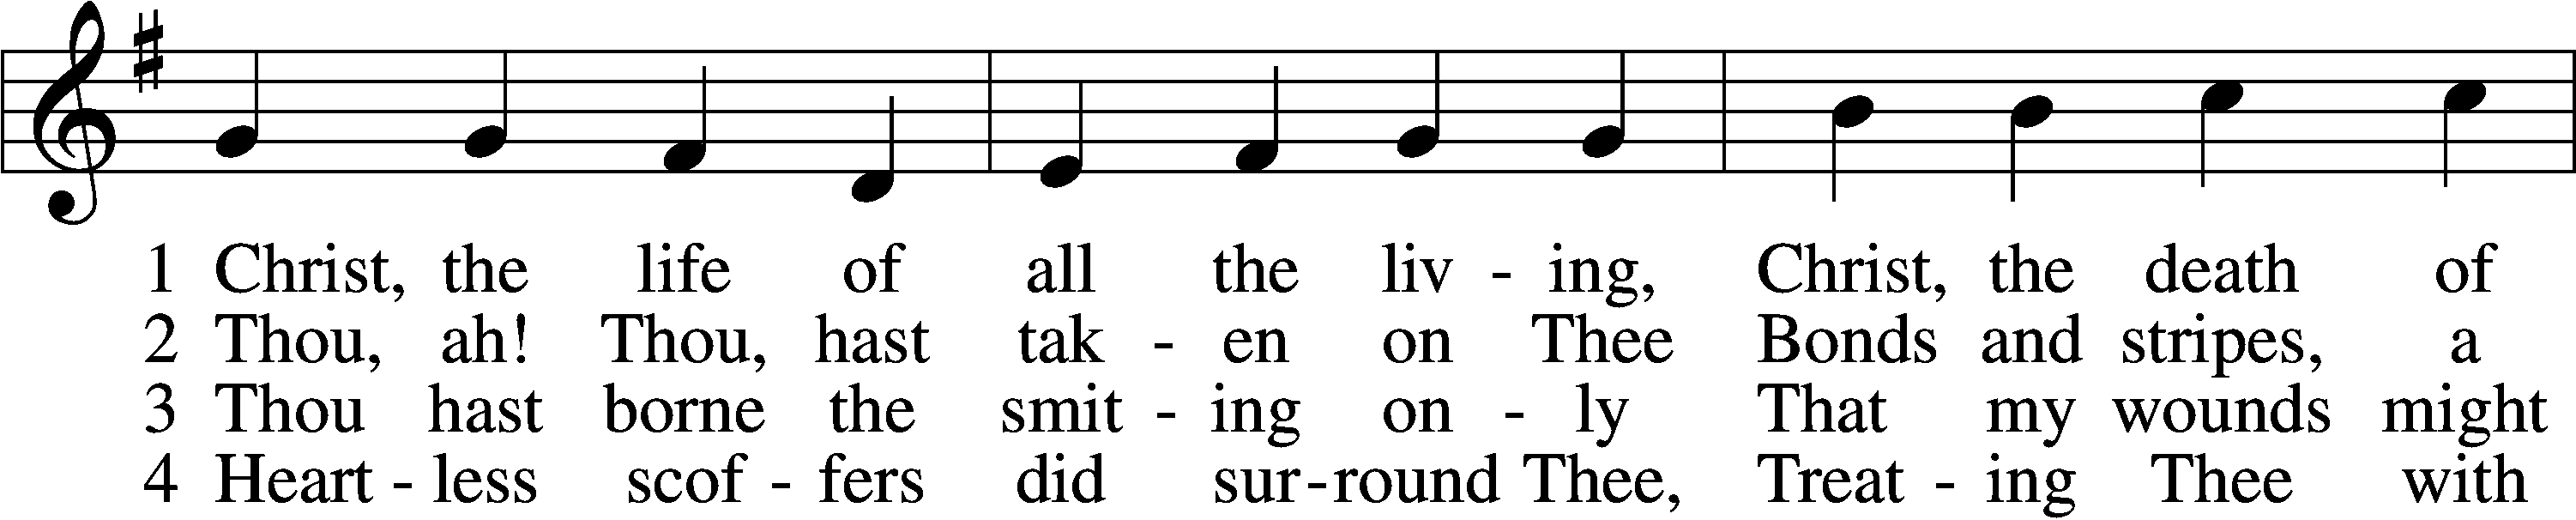 1 Christ, the life of all the liv - ing, Christ, the death of
2 Thou, ah! Thou, hast tak - en on Thee Bonds and stripes, a
3 Thou hast borne the smit - ing on - ly That my wounds might
4 Heart - less scof - fers did sur - round Thee, Treat - ing Thee with